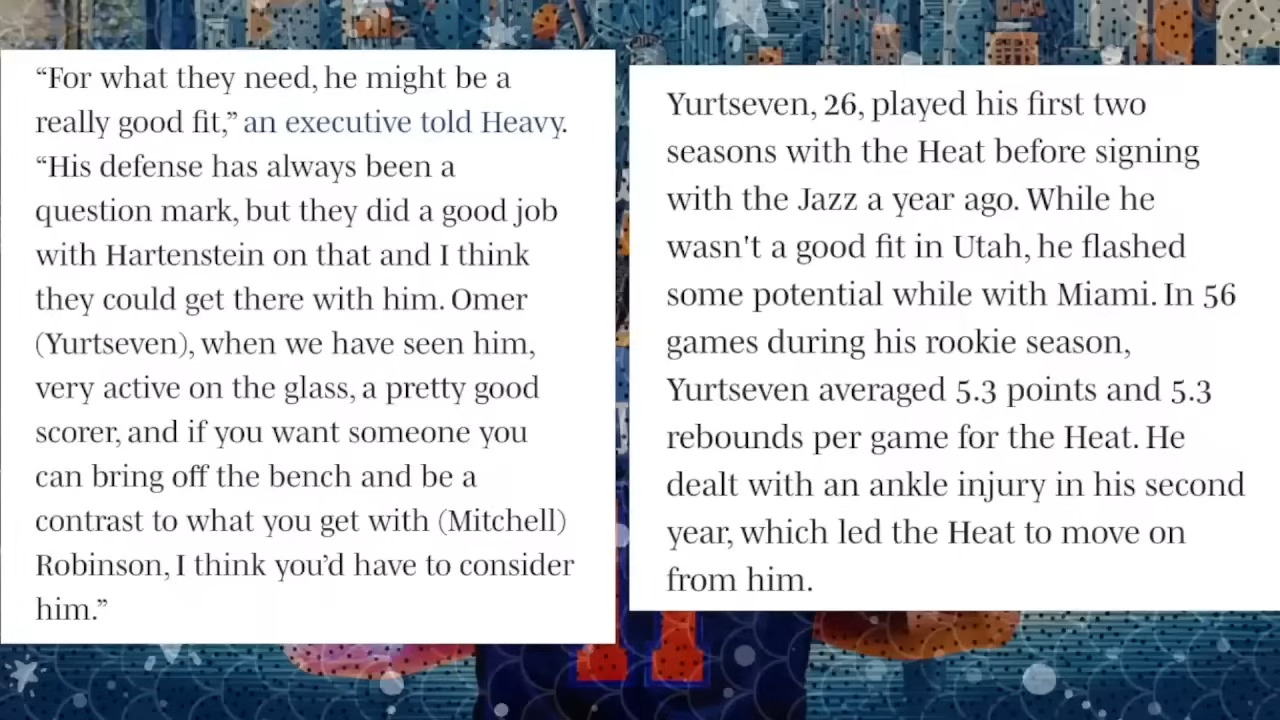 “For what they need, he might be a
really good fit,” an executive told Heavy.
“His defense has always been a
question mark, but they did a good job
with Hartenstein on that and I think
they could get there with him. Omer
(Yurtseven), when we have seen him,
very active on the glass, a pretty good
scorer, and if you want someone you
can bring off the bench and be a
contrast to what you get with (Mitchell)
Robinson, I think you’d have to consider
him.”
Yurtseven, 26, played his first two
seasons with the Heat before signing
with the Jazz a year ago. While he
wasn't a good fit in Utah, he flashed
some potential while with Miami. In 56
games during his rookie season,
Yurtseven averaged 5.3 points and 5.3
rebounds per game for the Heat. He
dealt with an ankle injury in his second
year, which led the Heat to move on
from him.